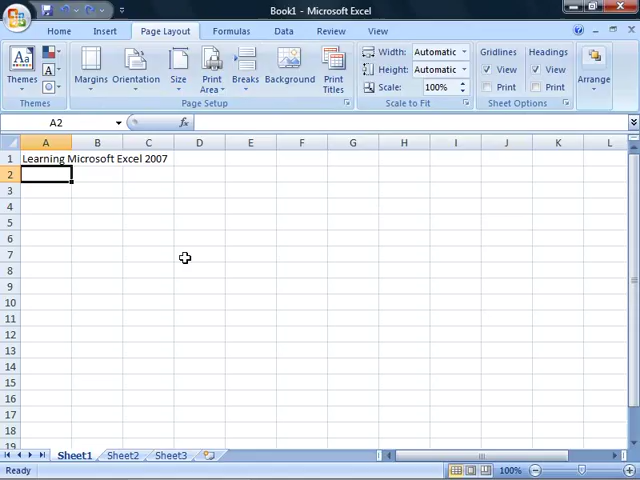 Book1 - Microsoft Excel
Home Insert Page Layout Formulas Data Review View
Themes Margins Orientation Size Print Area Breaks Background Print Titles Width: Automatic Height: Automatic Scale: 100% Gridlines View Print Headings View Print Arrange
Themes Page Setup Scale to Fit Sheet Options
A2 fx
A B C D E F G H I J K L
1 Learning Microsoft Excel 2007
2
3
4
5
6
7
8
9
10
11
12
13
14
15
16
17
18
19
Sheet1 Sheet2 Sheet3
Ready 100%